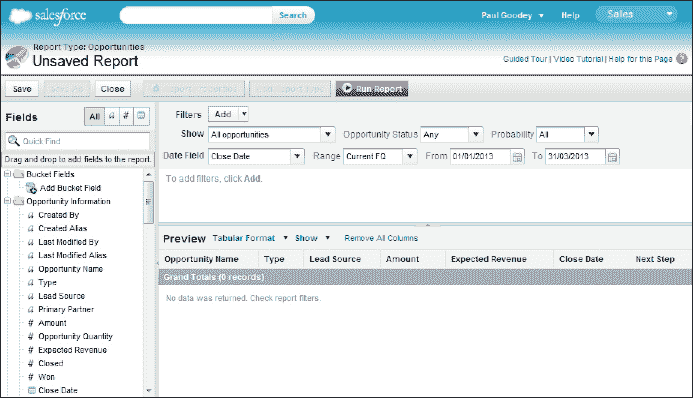 salesforce
Search
Paul Goodey
Help
Sales
Report Type: Opportunities
Unsaved Report
Guided Tour | Video Tutorial | Help for this Page
Save
Close
Run Report
Fields
All
#
Quick Find
Drag and drop to add fields to the report.
Bucket Fields
Add Bucket Field
Opportunity Information
a Created By
a Created Alias
a Last Modified By
a Last Modified Alias
a Opportunity Name
a Type
a Lead Source
a Primary Partner
# Amount
# Opportunity Quantity
# Expected Revenue
# Closed
# Won
Close Date
Filters Add
Show All opportunities Opportunity Status Any Probability All
Date Field Close Date Range Current FQ From 01/01/2013 To 31/03/2013
To add filters, click Add.
Preview Tabular Format Show Remove All Columns
Opportunity Name Type Lead Source Amount Expected Revenue Close Date Next Step
Grand Totals (0 records)
No data was returned. Check report filters.